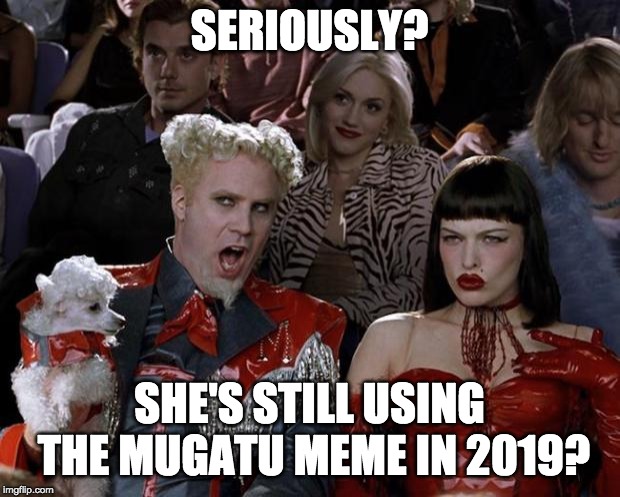 SERIOUSLY?
SHE'S STILL USING
THE MUGATU MEME IN 2019?
imgflip.com